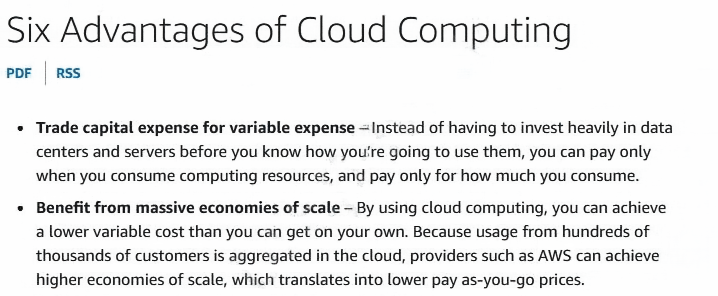 Six Advantages of Cloud Computing
PDF | RSS
• Trade capital expense for variable expense – Instead of having to invest heavily in data
centers and servers before you know how you're going to use them, you can pay only
when you consume computing resources, and pay only for how much you consume.
• Benefit from massive economies of scale – By using cloud computing, you can achieve
a lower variable cost than you can get on your own. Because usage from hundreds of
thousands of customers is aggregated in the cloud, providers such as AWS can achieve
higher economies of scale, which translates into lower pay as-you-go prices.